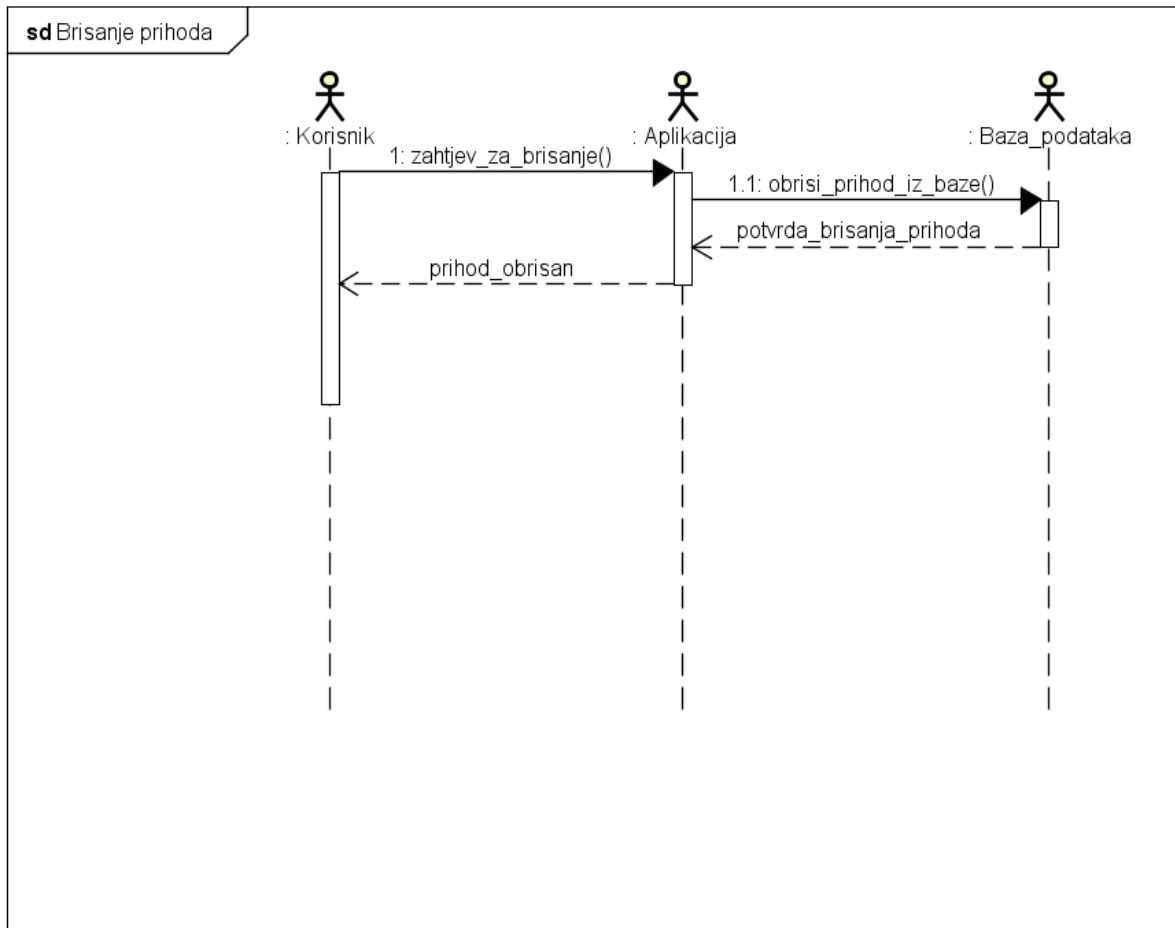 sd Brisanje prihoda
: Korisnik
: Aplikacija
: Baza_podataka
1: zahtjev_za_brisanje()
1.1: obrisi_prihod_iz_baze()
potvrda_brisanja_prihoda
prihod_obrisan